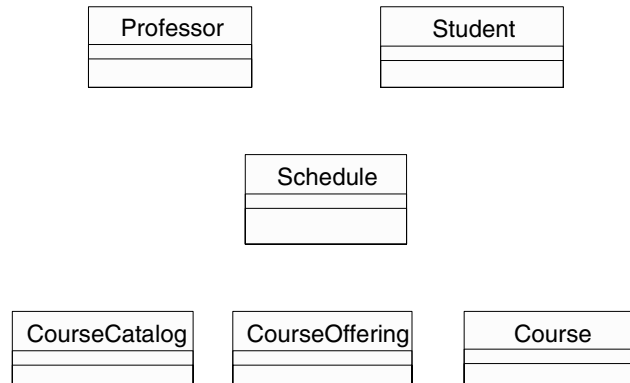 Professor
Student
Schedule
CourseCatalog
CourseOffering
Course